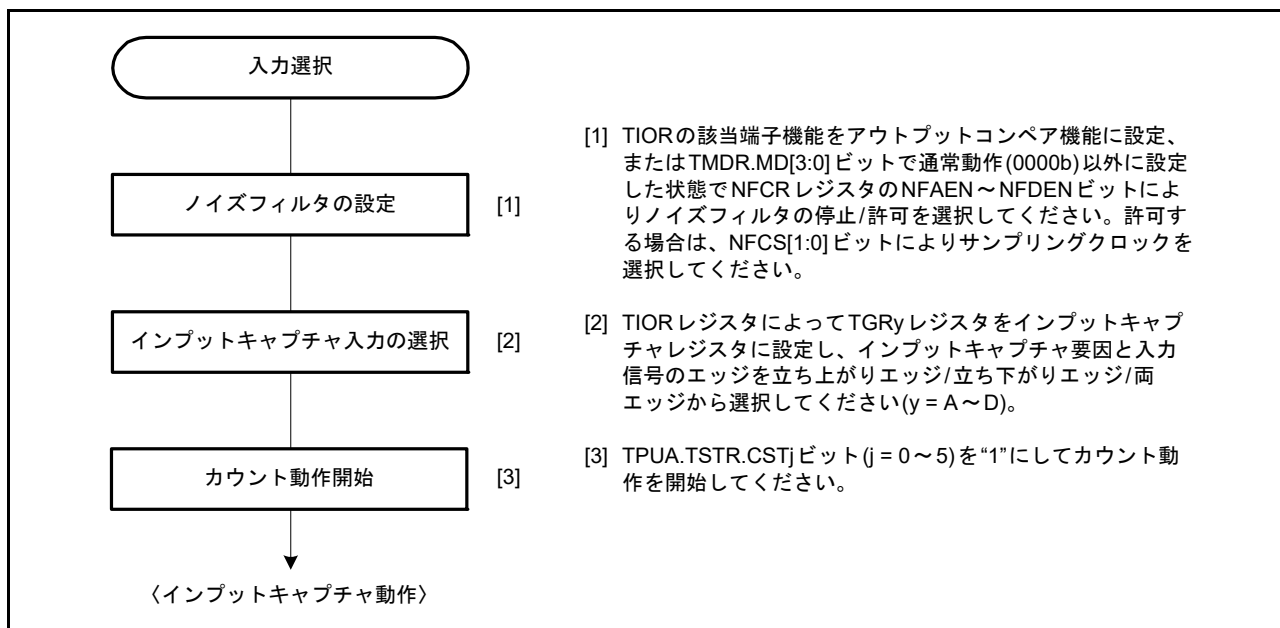 入力選択
ノイズフィルタの設定
[1]
インプットキャプチャ入力の選択
[2]
カウント動作開始
[3]
〈インプットキャプチャ動作〉
[1] TIORの該当端子機能をアウトプットコンペア機能に設定、
またはTMDR.MD[3:0]ビットで通常動作(0000b)以外に設定
した状態でNFCRレジスタのNFAEN～NFDENビットによ
りノイズフィルタの停止/許可を選択してください。許可す
る場合は、NFCS[1:0]ビットによりサンプリングクロックを
選択してください。
[2] TIORレジスタによってTGRyレジスタをインプットキャプ
チャレジスタに設定し、インプットキャプチャ要因と入力
信号のエッジを立ち上がりエッジ/立ち下がりエッジ/両
エッジから選択してください(y = A～D)。
[3] TPUA.TSTR.CSTjビット(j = 0～5)を“1”にしてカウント動
作を開始してください。